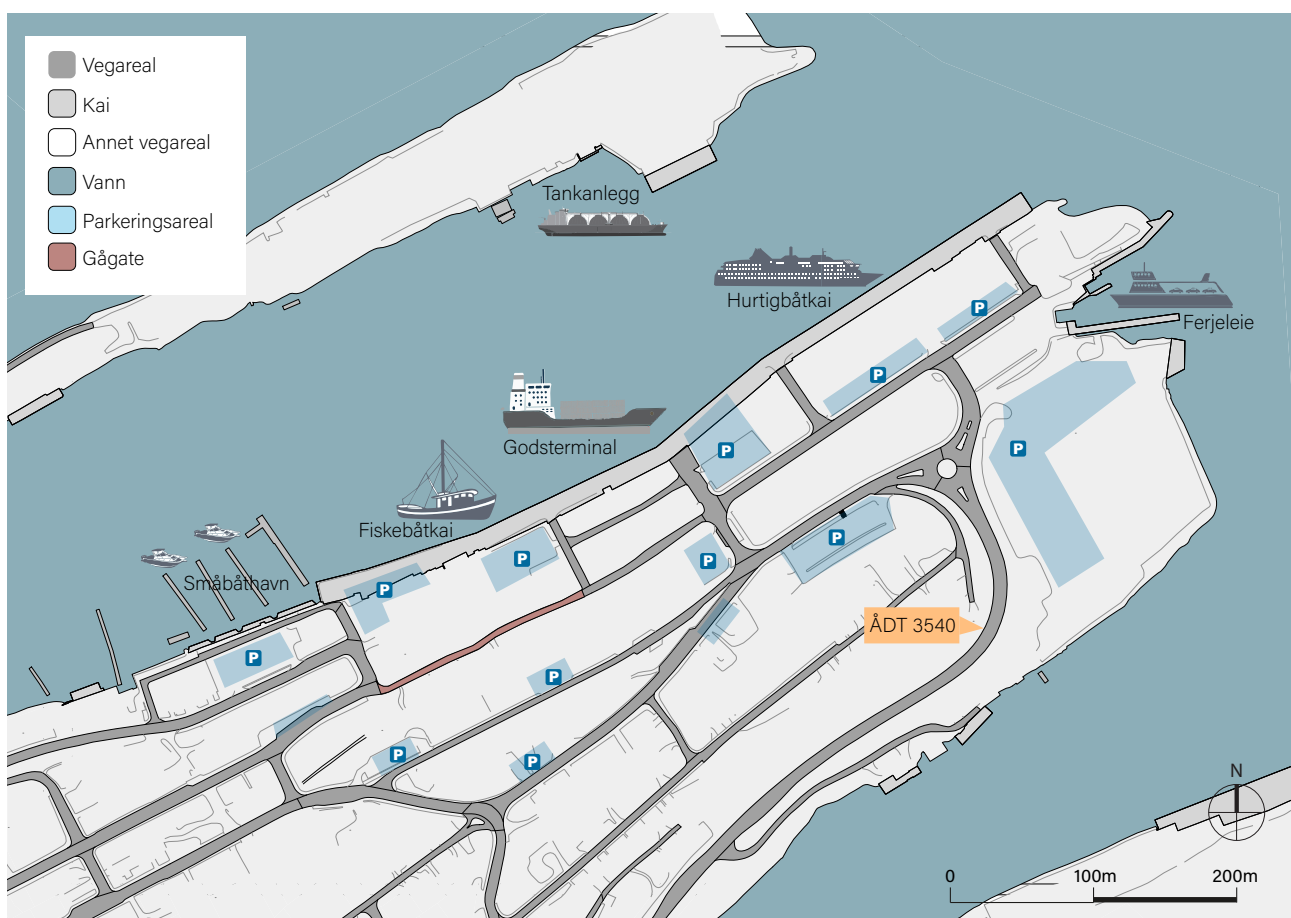 Vegareal
Kai
Annet vegareal
Vann
Parkeringsareal
Gågate
Tankanlegg
Hurtigbåtkai
Ferjeleie
P
P
Godsterminal
P
P
Fiskebåtkai
P
P
P
Småbåthavn
P
ÅDT 3540
P
P
P
P
N
0
100m
200m